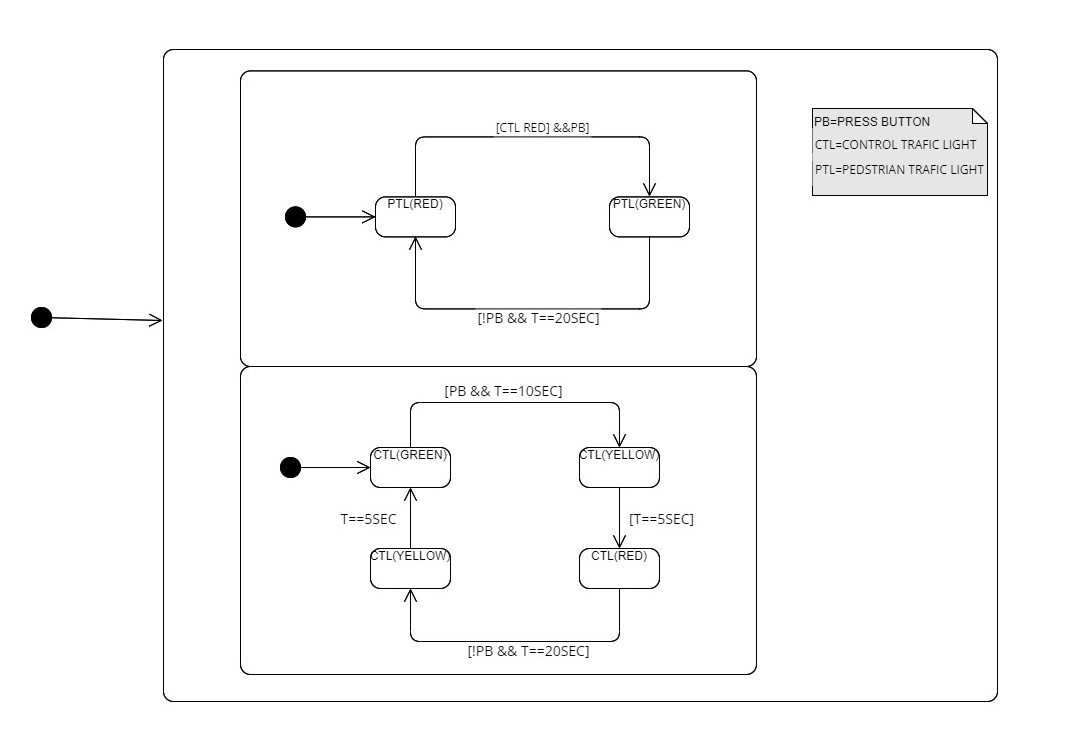 [CTL RED] &&PB]
PB=PRESS BUTTON
CTL=CONTROL TRAFIC LIGHT
PTL=PEDSTRIAN TRAFIC LIGHT
PTL(RED)
PTL(GREEN)
[!PB && T==20SEC]
[PB && T==10SEC]
CTL(GREEN)
CTL(YELLOW)
T==5SEC
[T==5SEC]
CTL(YELLOW)
CTL(RED)
[!PB && T==20SEC]